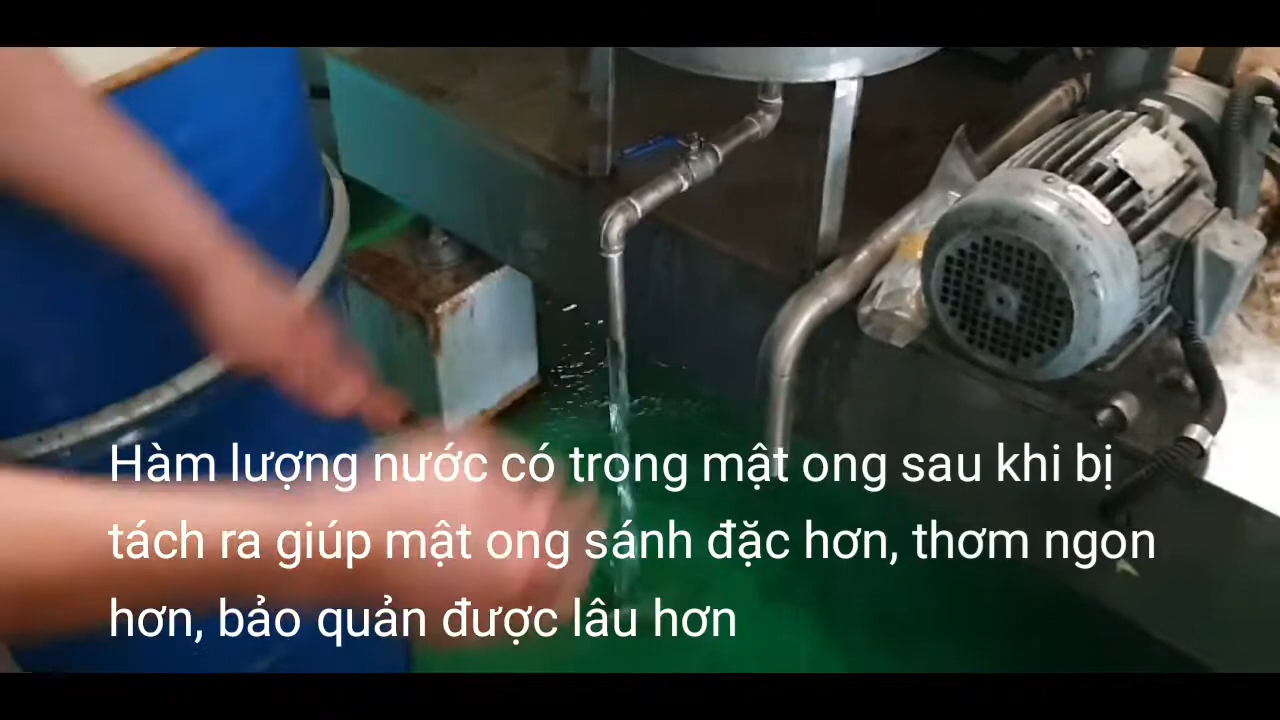 Hàm lượng nước có trong mật ong sau khi bị
tách ra giúp mật ong sánh đặc hơn, thơm ngon
hơn, bảo quản được lâu hơn